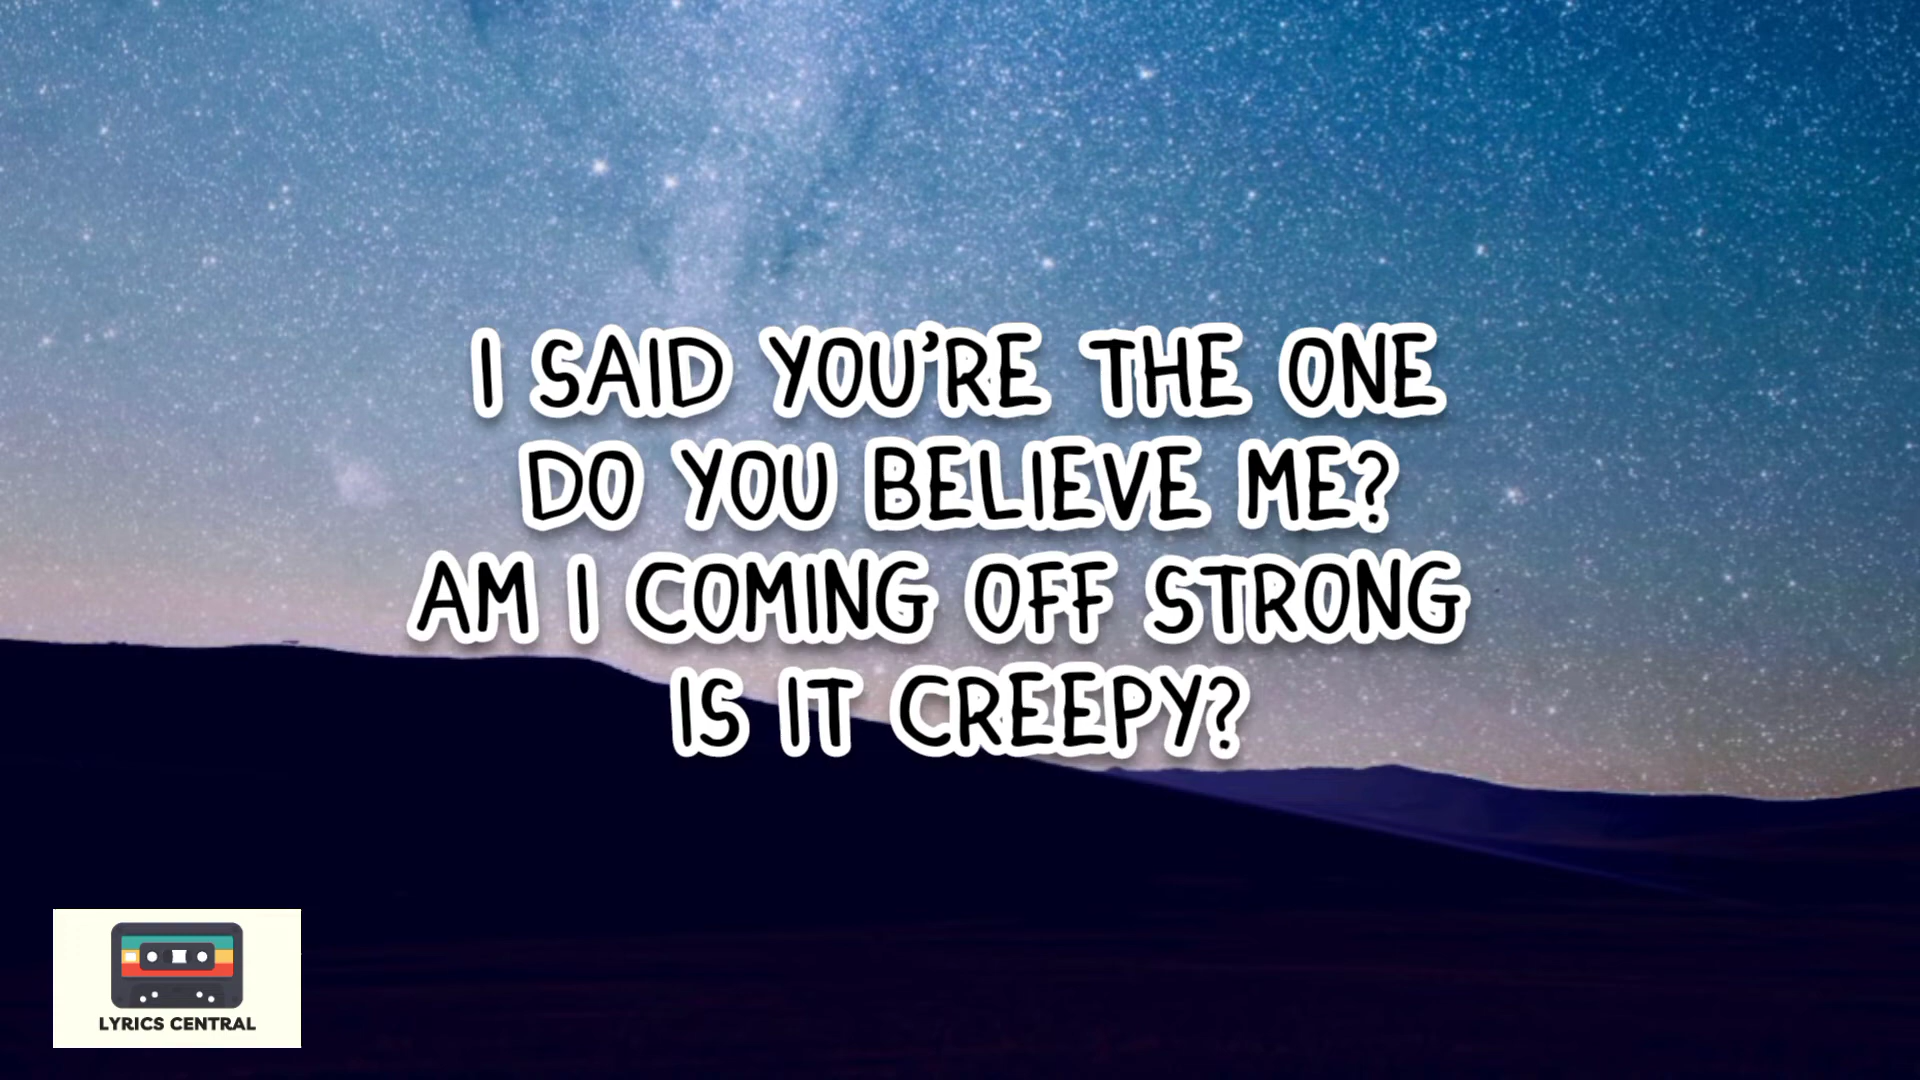 I SAID YOU’RE THE ONE
DO YOU BELIEVE ME?
AM I COMING OFF STRONG
IS IT CREEPY?
LYRICS CENTRAL